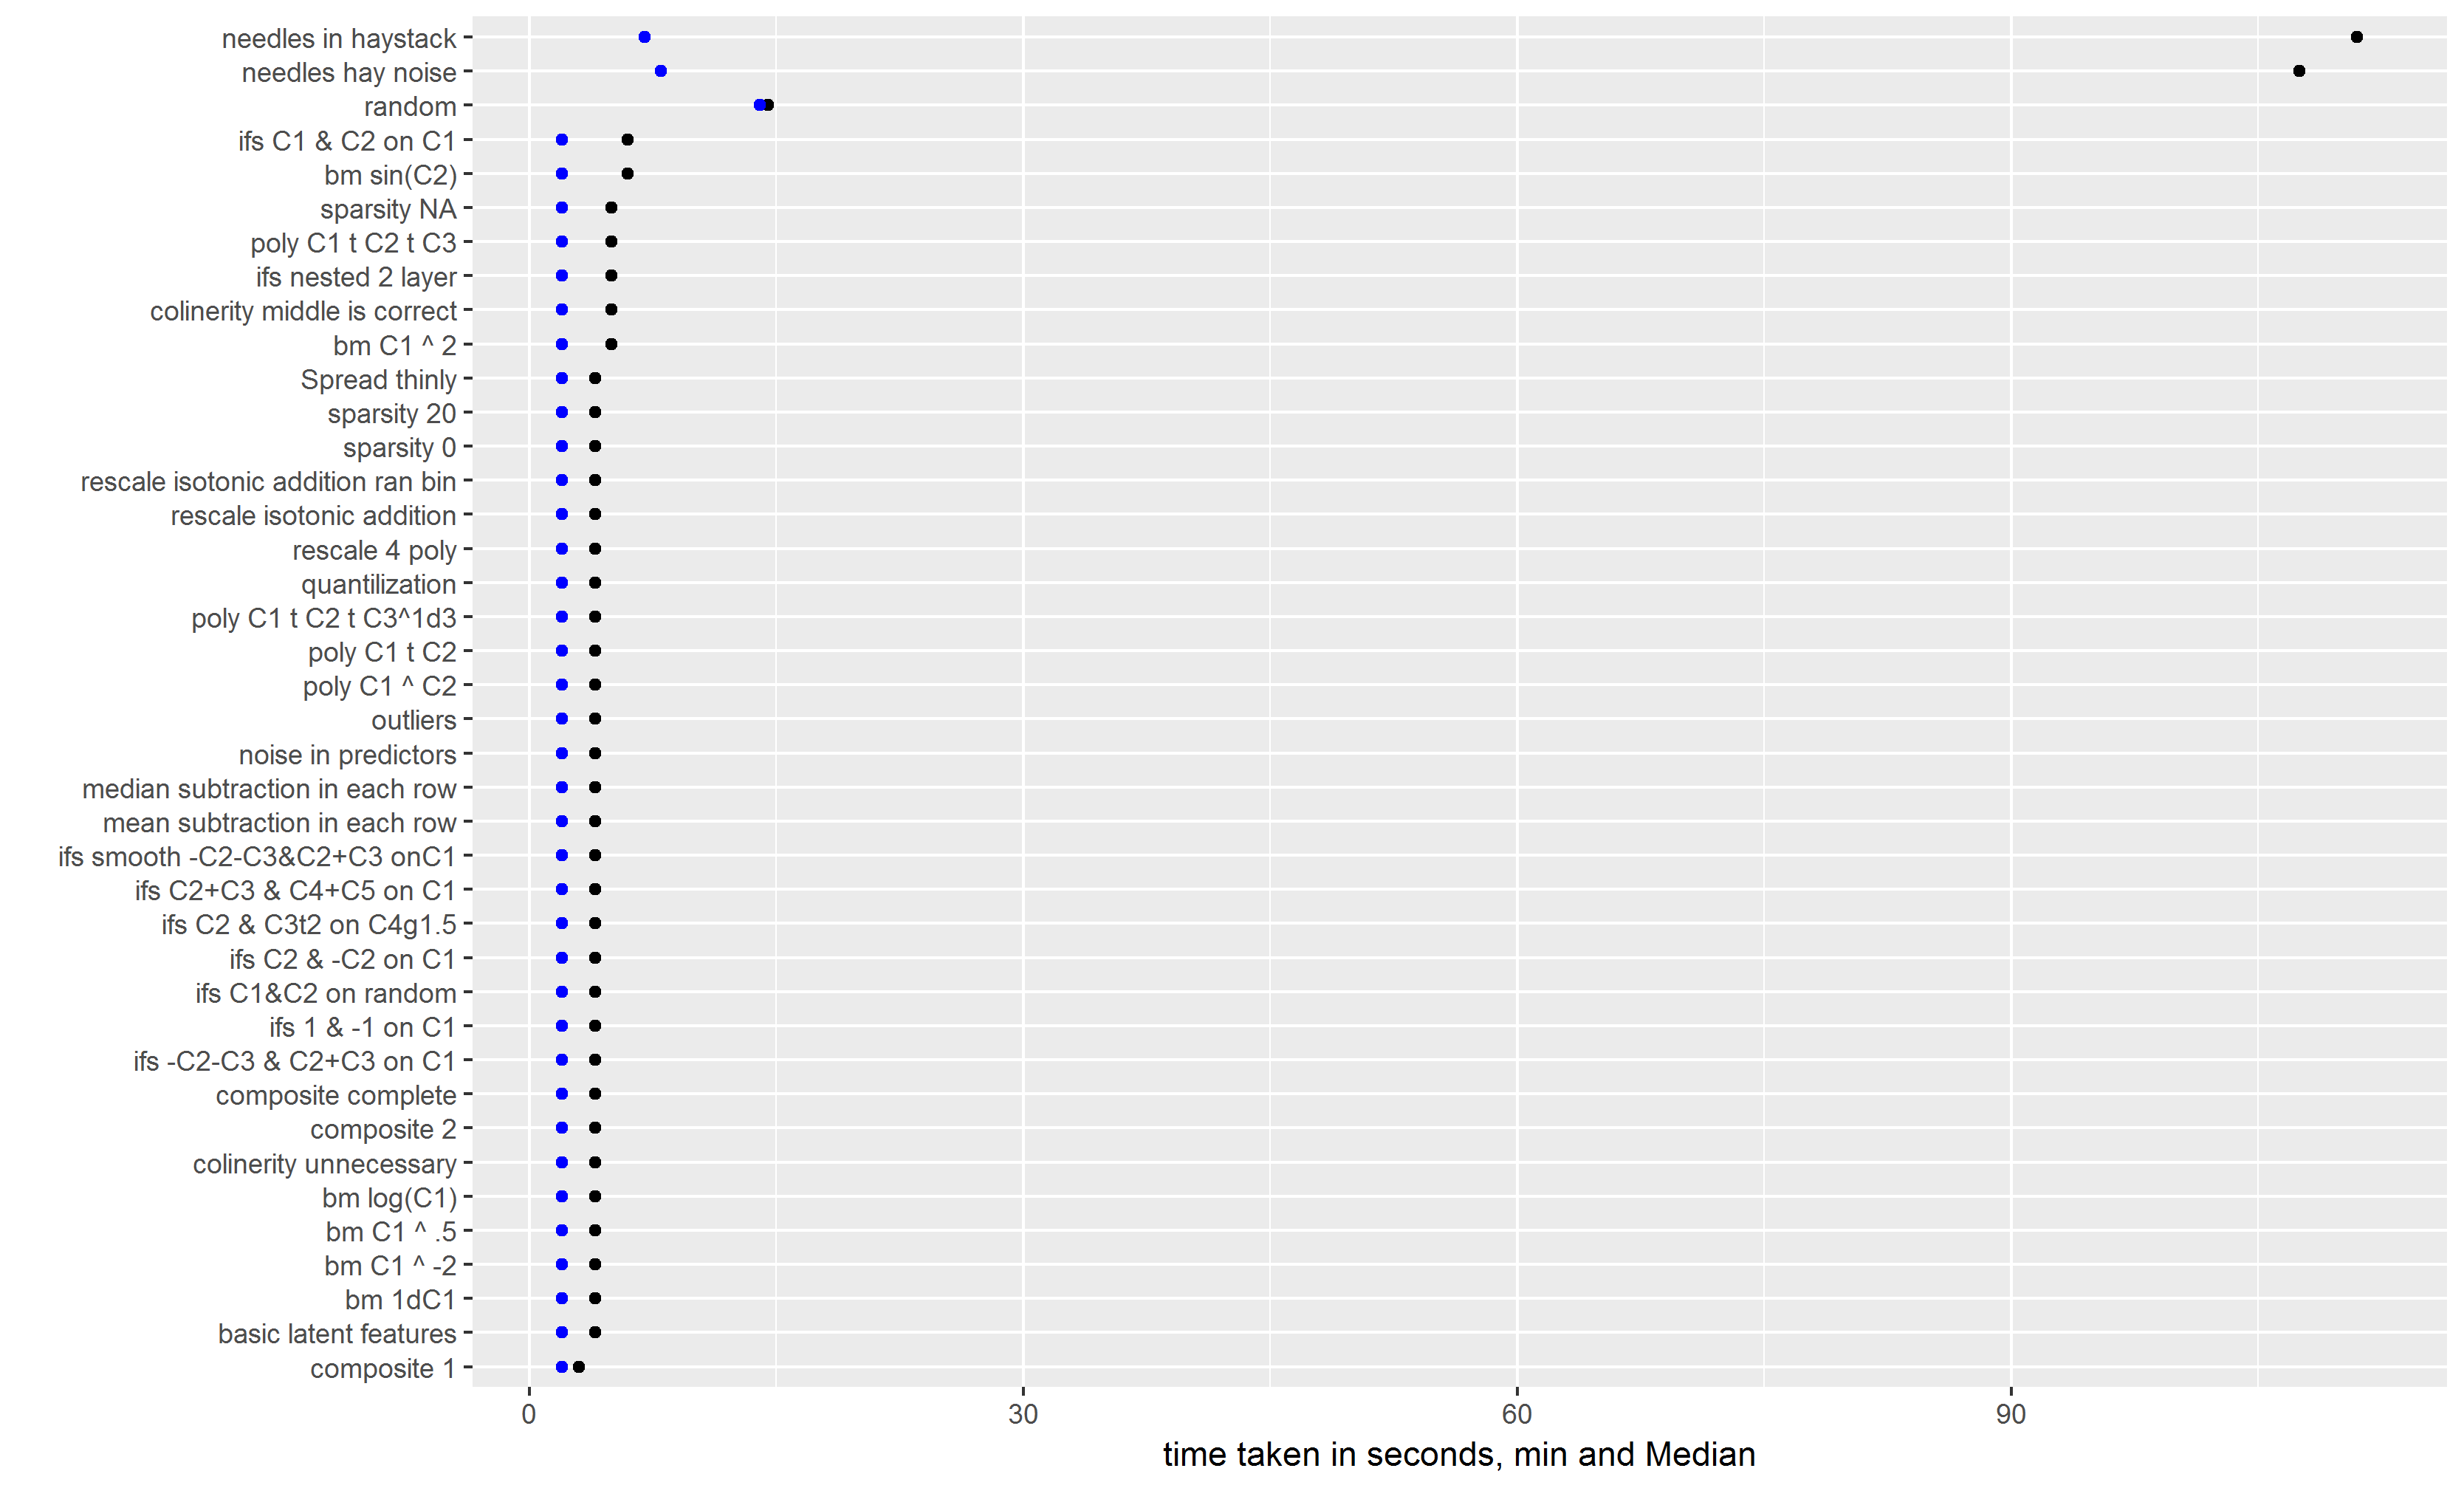 needles in haystack
needles hay noise
random
ifs C1 & C2 on C1
bm sin(C2)
sparsity NA
poly C1 t C2 t C3
ifs nested 2 layer
colinerity middle is correct
bm C1 ^ 2
Spread thinly
sparsity 20
sparsity 0
rescale isotonic addition ran bin
rescale isotonic addition
rescale 4 poly
quantilization
poly C1 t C2 t C3^1d3
poly C1 t C2
poly C1 ^ C2
outliers
noise in predictors
median subtraction in each row
mean subtraction in each row
ifs smooth -C2-C3&C2+C3 onC1
ifs C2+C3 & C4+C5 on C1
ifs C2 & C3t2 on C4g1.5
ifs C2 & -C2 on C1
ifs C1&C2 on random
ifs 1 & -1 on C1
ifs -C2-C3 & C2+C3 on C1
composite complete
composite 2
colinerity unnecessary
bm log(C1)
bm C1 ^ .5
bm C1 ^ -2
bm 1dC1
basic latent features
composite 1
0 30 60 90
time taken in seconds, min and Median